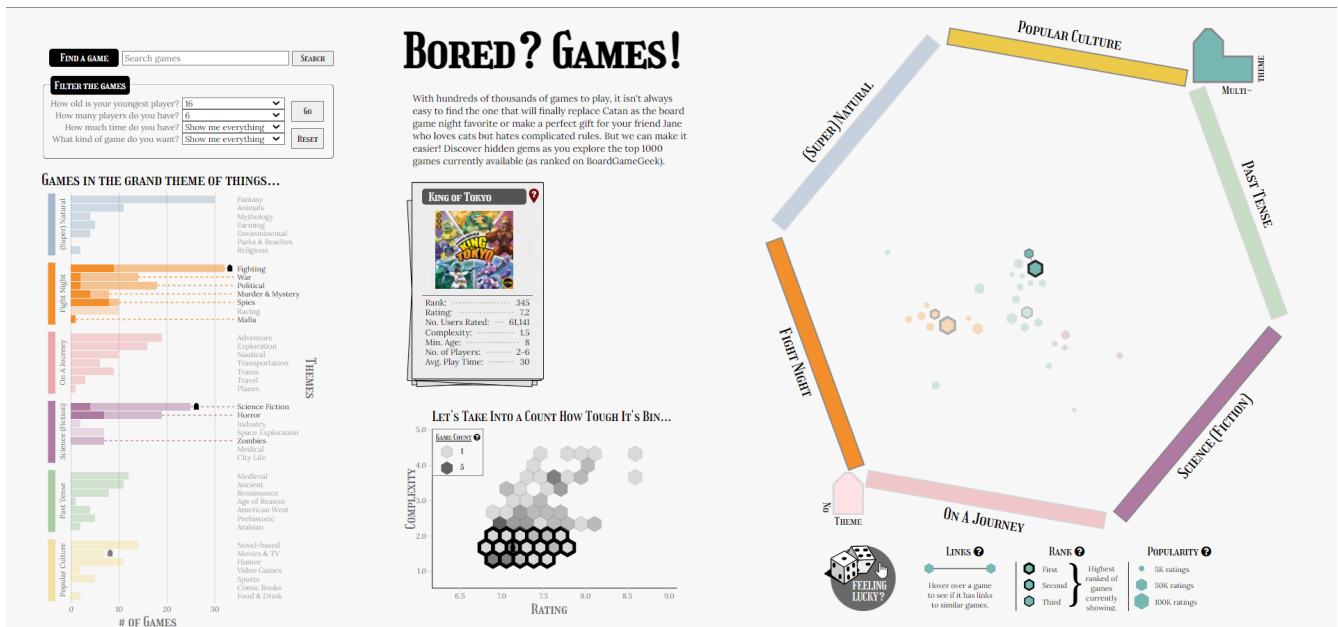 FIND A GAME
Search games
SEARCH
FILTER THE GAMES
How old is your youngest player?
16
How many players do you have?
6
How much time do you have?
Show me everything
What kind of game do you want?
Show me everything
GO
RESET
GAMES IN THE GRAND THEME OF THINGS...
(Super) Natural
Fantasy
Animals
Mythology
Farming
Environmental
Parks & Beaches
Religious
Fight Night
Fighting
War
Political
Murder & Mystery
Spies
Racing
Mafia
On A Journey
Adventure
Exploration
Nautical
Transportation
Trains
Travel
Planes
Science (Fiction)
Science Fiction
Horror
Industry
Space Exploration
Zombies
Medical
City Life
Past Tense
Medieval
Ancient
Renaissance
Age of Reason
American West
Prehistoric
Arabian
Popular Culture
Novel-based
Movies & TV
Humor
Video Games
Sports
Comic Books
Food & Drink
THEMES
0 10 20 30
# OF GAMES
BORED? GAMES!
With hundreds of thousands of games to play, it isn't always
easy to find the one that will finally replace Catan as the board
game night favorite or make a perfect gift for your friend Jane
who loves cats but hates complicated rules. But we can make it
easier! Discover hidden gems as you explore the top 1000
games currently available (as ranked on BoardGameGeek).
KING OF TOKYO
?
KING
TOKYO
Rank: 345
Rating: 7.2
No. Users Rated: 61,141
Complexity: 1.5
Min. Age: 8
No. of Players: 2-6
Avg. Play Time: 30
LET'S TAKE INTO A COUNT HOW TOUGH IT'S BIN...
GAME COUNT ?
1
5
5.0
4.0
3.0
2.0
1.0
COMPLEXITY
6.5 7.0 7.5 8.0 8.5 9.0
RATING
POPULAR CULTURE
MULTI-
THEME
(SUPER) NATURAL
PAST TENSE
FIGHT NIGHT
SCIENCE (FICTION)
NO
THEME
ON A JOURNEY
FEELING
LUCKY?
LINKS ?
Hover over a game
to see if it has links
to similar games.
RANK ?
First
Second
Third
Highest
ranked of
games
currently
showing.
POPULARITY ?
5K ratings
50K ratings
100K ratings